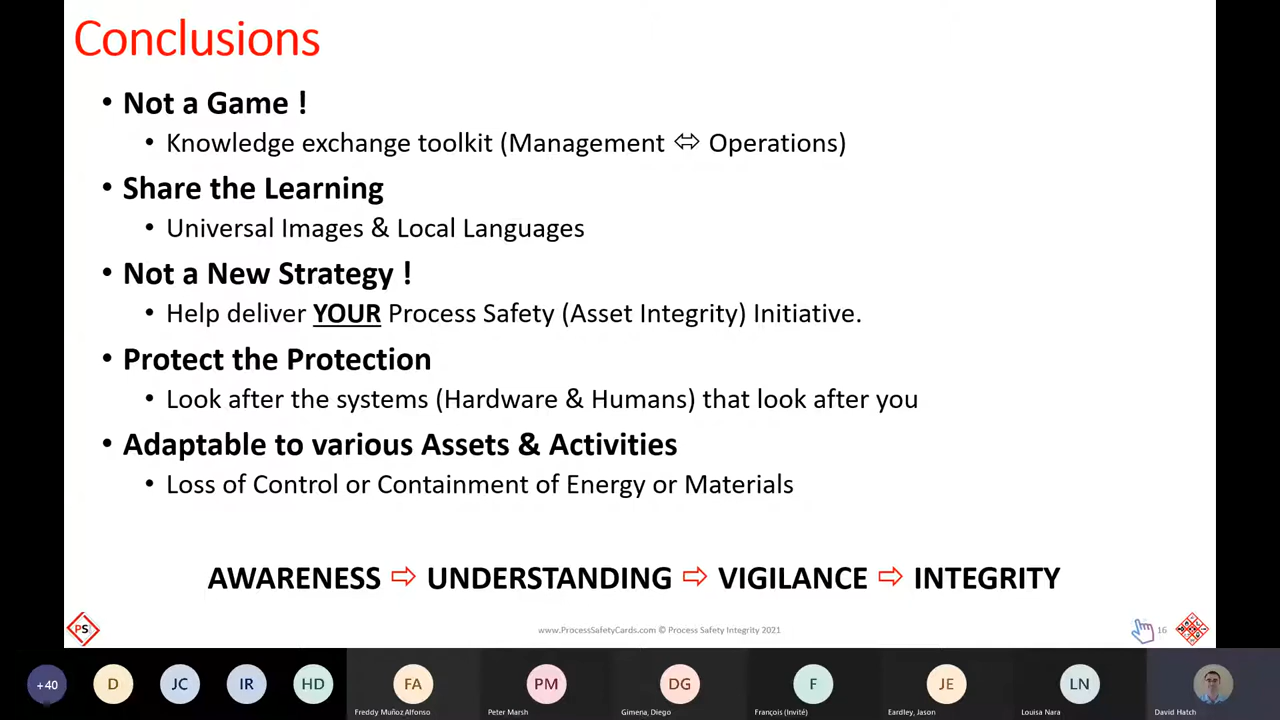 Conclusions
• Not a Game !
• Knowledge exchange toolkit (Management ⬄ Operations)
• Share the Learning
• Universal Images & Local Languages
• Not a New Strategy !
• Help deliver YOUR Process Safety (Asset Integrity) Initiative.
• Protect the Protection
• Look after the systems (Hardware & Humans) that look after you
• Adaptable to various Assets & Activities
• Loss of Control or Containment of Energy or Materials
AWARENESS ⇨ UNDERSTANDING ⇨ VIGILANCE ⇨ INTEGRITY
PS
www.ProcessSafetyCards.com © Process Safety Integrity 2021
16
+40 D JC IR HD FA PM DG F JE LN
Freddy Muñoz Alfonso Peter Marsh Gimena, Diego François (Invité) Eardley, Jason Louisa Nara David Hatch